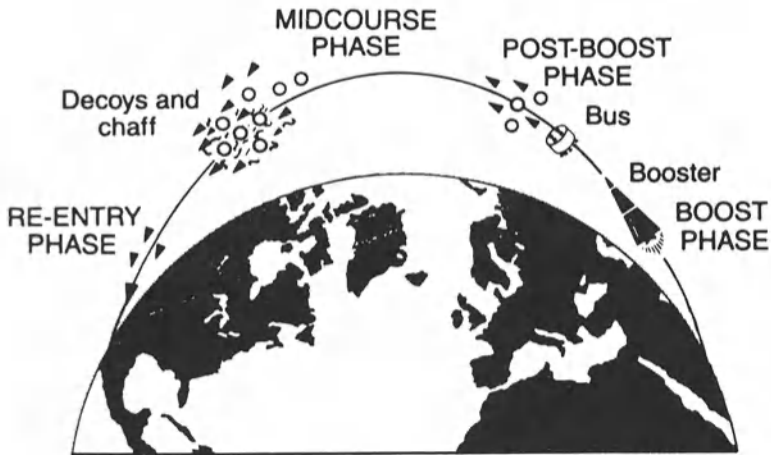 MIDCOURSE
PHASE
POST-BOOST
PHASE
Decoys and
chaff
Bus
Booster
BOOST
PHASE
RE-ENTRY
PHASE